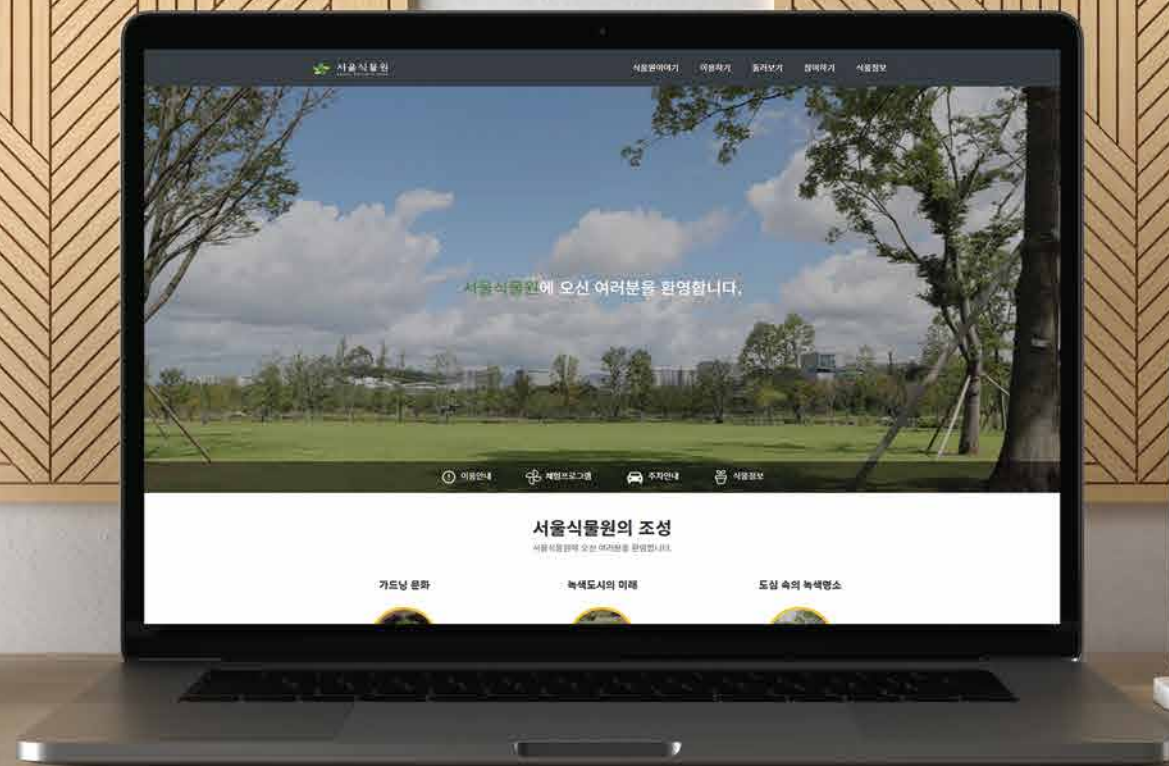 서울식물원
식물원이야기 이용하기 둘러보기 참여하기 식물정보
서울식물원에 오신 여러분을 환영합니다.
이용안내 체험프로그램 주차안내 식물정보
서울식물원의 조성
서울식물원에 오신 여러분을 환영합니다.
가드닝 문화 녹색도시의 미래 도심 속의 녹색명소